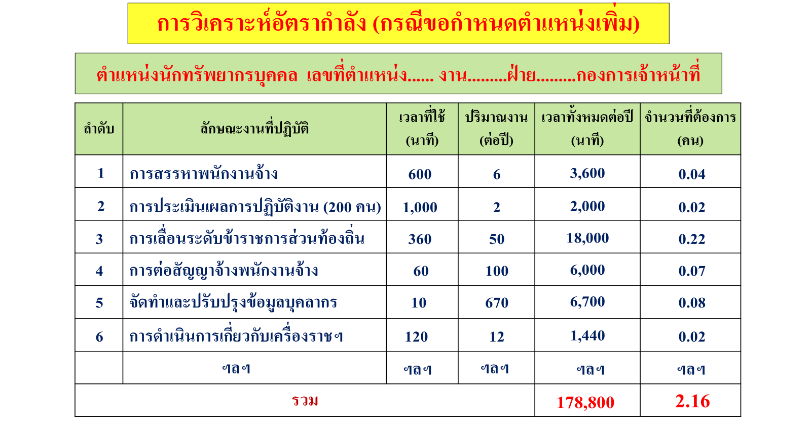 การวิเคราะห์อัตรากำลัง (กรณีขอกำหนดตำแหน่งเพิ่ม)
ตำแหน่งนักทรัพยากรบุคคล เลขที่ตำแหน่ง...... งาน.........ฝ่าย.........กองการเจ้าหน้าที่
ลำดับ ลักษณะงานที่ปฏิบัติ เวลาที่ใช้ (นาที) ปริมาณงาน (ต่อปี) เวลาทั้งหมดต่อปี (นาที) จำนวนที่ต้องการ (คน)
1 การสรรหาพนักงานจ้าง 600 6 3,600 0.04
2 การประเมินผลการปฏิบัติงาน (200 คน) 1,000 2 2,000 0.02
3 การเลื่อนระดับข้าราชการส่วนท้องถิ่น 360 50 18,000 0.22
4 การต่อสัญญาจ้างพนักงานจ้าง 60 100 6,000 0.07
5 จัดทำและปรับปรุงข้อมูลบุคลากร 10 670 6,700 0.08
6 การดำเนินการเกี่ยวกับเครื่องราชฯ 120 12 1,440 0.02
ฯลฯ ฯลฯ ฯลฯ ฯลฯ ฯลฯ
รวม 178,800 2.16